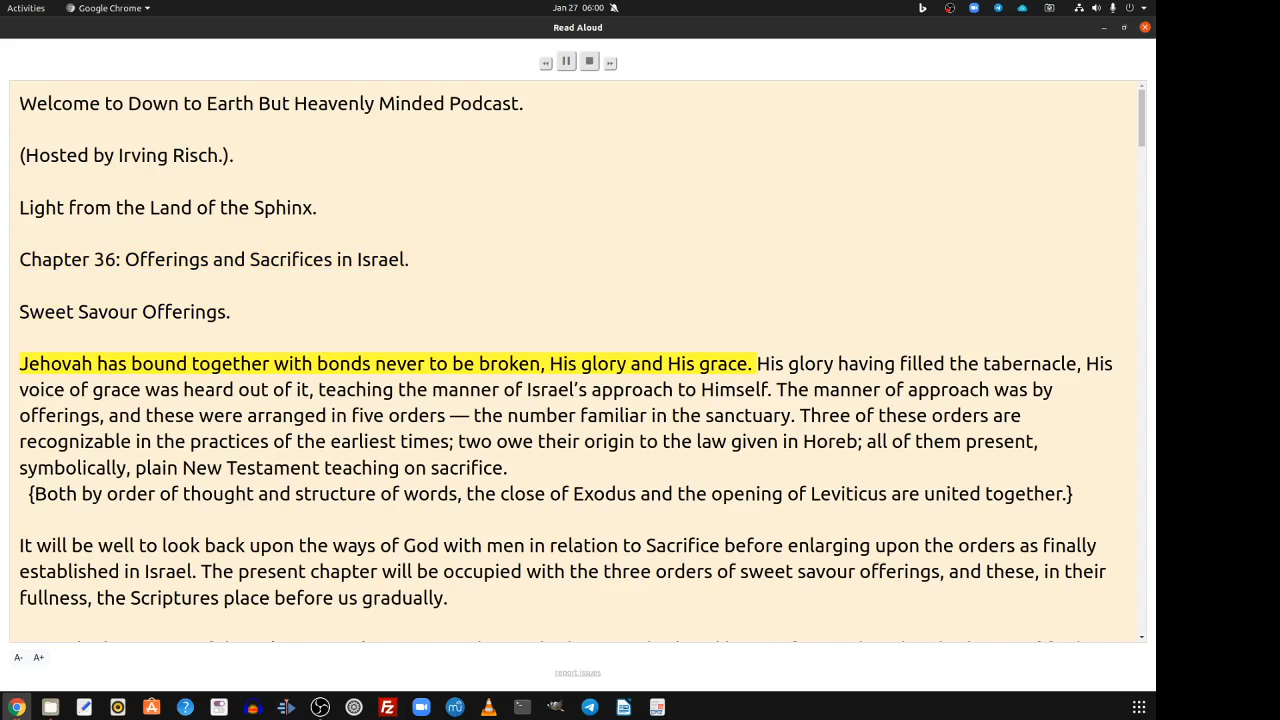 Activities
Google Chrome
Jan 27 06:00
Read Aloud
Welcome to Down to Earth But Heavenly Minded Podcast.
(Hosted by Irving Risch.).
Light from the Land of the Sphinx.
Chapter 36: Offerings and Sacrifices in Israel.
Sweet Savour Offerings.
Jehovah has bound together with bonds never to be broken, His glory and His grace. His glory having filled the tabernacle, His
voice of grace was heard out of it, teaching the manner of Israel’s approach to Himself. The manner of approach was by
offerings, and these were arranged in five orders — the number familiar in the sanctuary. Three of these orders are
recognizable in the practices of the earliest times; two owe their origin to the law given in Horeb; all of them present,
symbolically, plain New Testament teaching on sacrifice.
{Both by order of thought and structure of words, the close of Exodus and the opening of Leviticus are united together.}
It will be well to look back upon the ways of God with men in relation to Sacrifice before enlarging upon the orders as finally
established in Israel. The present chapter will be occupied with the three orders of sweet savour offerings, and these, in their
fullness, the Scriptures place before us gradually.
A- A+
report issues